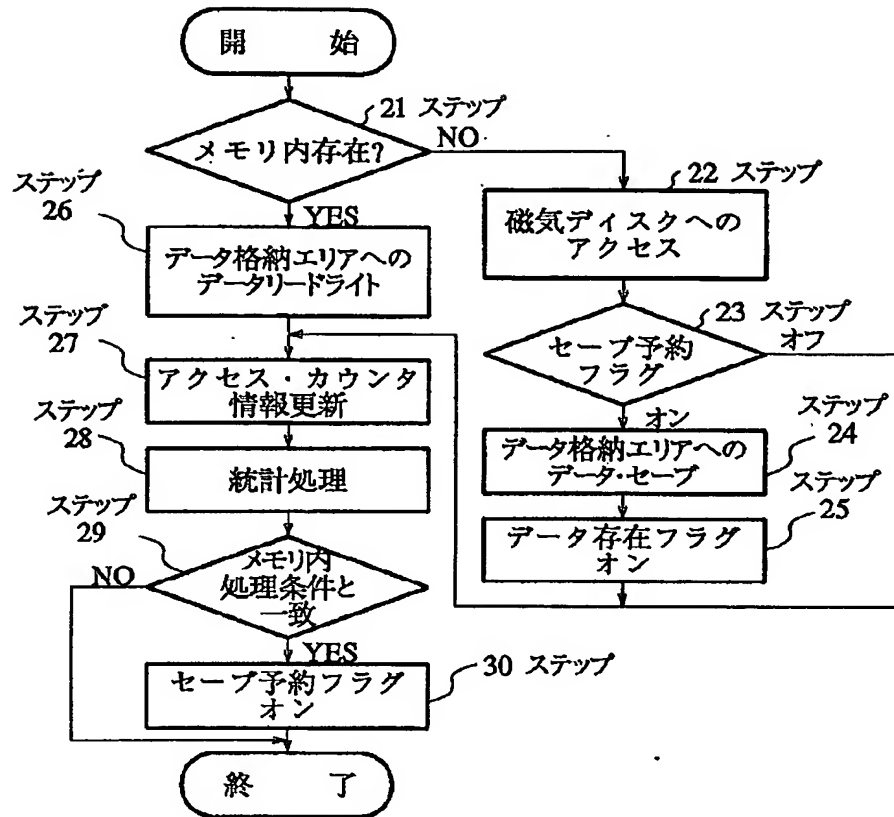 開 始
21 ステップ
メモリ内存在?
NO
YES
ステップ
26
データ格納エリアへの
データリードライト
22 ステップ
磁気ディスクへの
アクセス
23 ステップ
オフ
セーブ予約
フラグ
オン
ステップ
24
データ格納エリアへの
データ・セーブ
ステップ
25
データ存在フラグ
オン
ステップ
27
アクセス・カウンタ
情報更新
ステップ
28
統計処理
ステップ
29
メモリ内
処理条件と
一致
NO
YES
30 ステップ
セーブ予約フラグ
オン
終 了